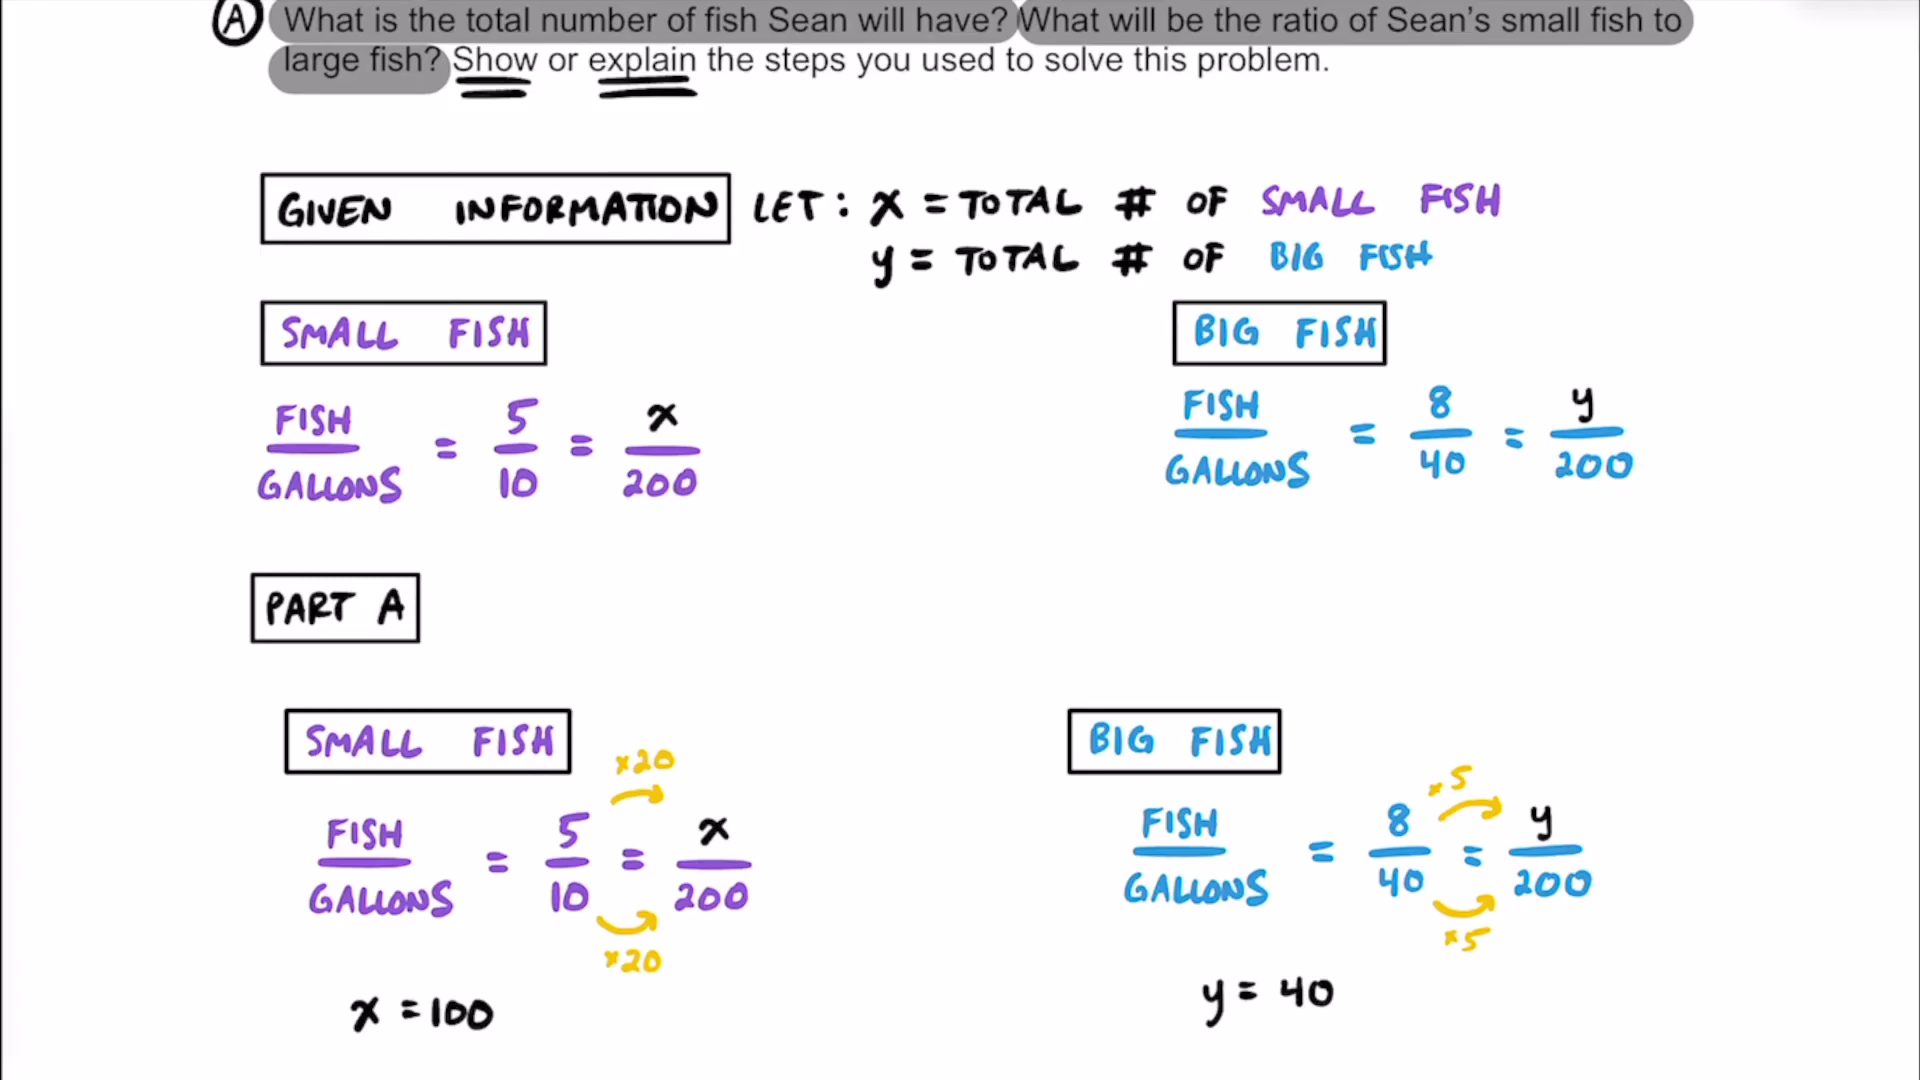 A What is the total number of fish Sean will have? What will be the ratio of Sean's small fish to
large fish? Show or explain the steps you used to solve this problem.
GIVEN INFORMATION LET: x = TOTAL # OF SMALL FISH
y = TOTAL # OF BIG FISH
SMALL FISH
FISH/GALLONS = 5/10 = x/200
BIG FISH
FISH/GALLONS = 8/40 = y/200
PART A
SMALL FISH
×20
FISH/GALLONS = 5/10 = x/200
×20
x = 100
BIG FISH
×5
FISH/GALLONS = 8/40 = y/200
×5
y = 40